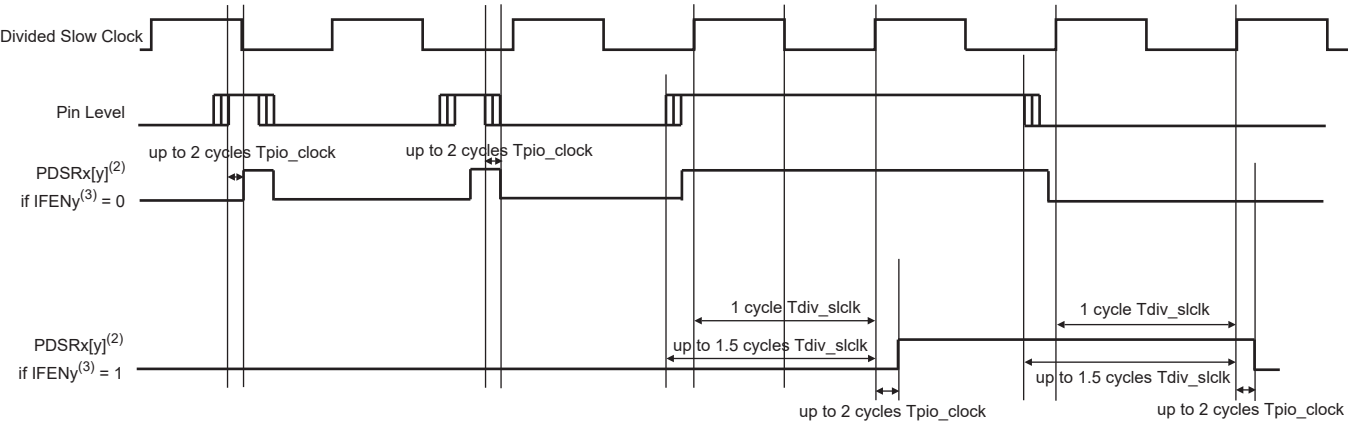 Divided Slow Clock
Pin Level
up to 2 cycles Tpio_clock
up to 2 cycles Tpio_clock
PDSRx[y](2)
if IFENy(3) = 0
1 cycle Tdiv_slclk
1 cycle Tdiv_slclk
PDSRx[y](2)
if IFENy(3) = 1
up to 1.5 cycles Tdiv_slclk
up to 1.5 cycles Tdiv_slclk
up to 2 cycles Tpio_clock
up to 2 cycles Tpio_clock